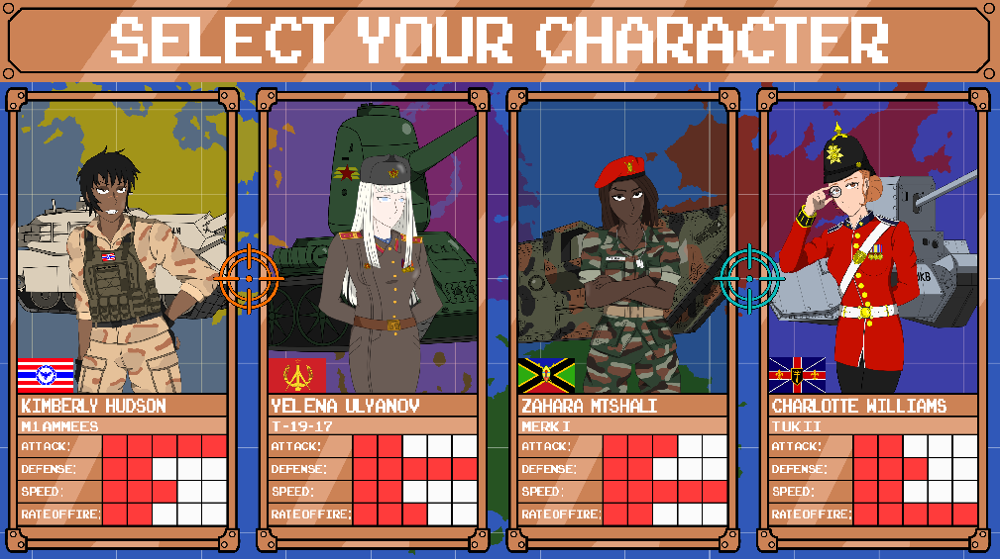 SELECT YOUR CHARACTER
KIMBERLY HUDSON
M1 AMMEES
ATTACK:
DEFENSE:
SPEED:
RATE OF FIRE:
YELENA ULYANOV
T-19-17
ATTACK:
DEFENSE:
SPEED:
RATE OF FIRE:
ZAHARA MTSHALI
MERK I
ATTACK:
DEFENSE:
SPEED:
RATE OF FIRE:
CHARLOTTE WILLIAMS
TUK II
ATTACK:
DEFENSE:
SPEED:
RATE OF FIRE: